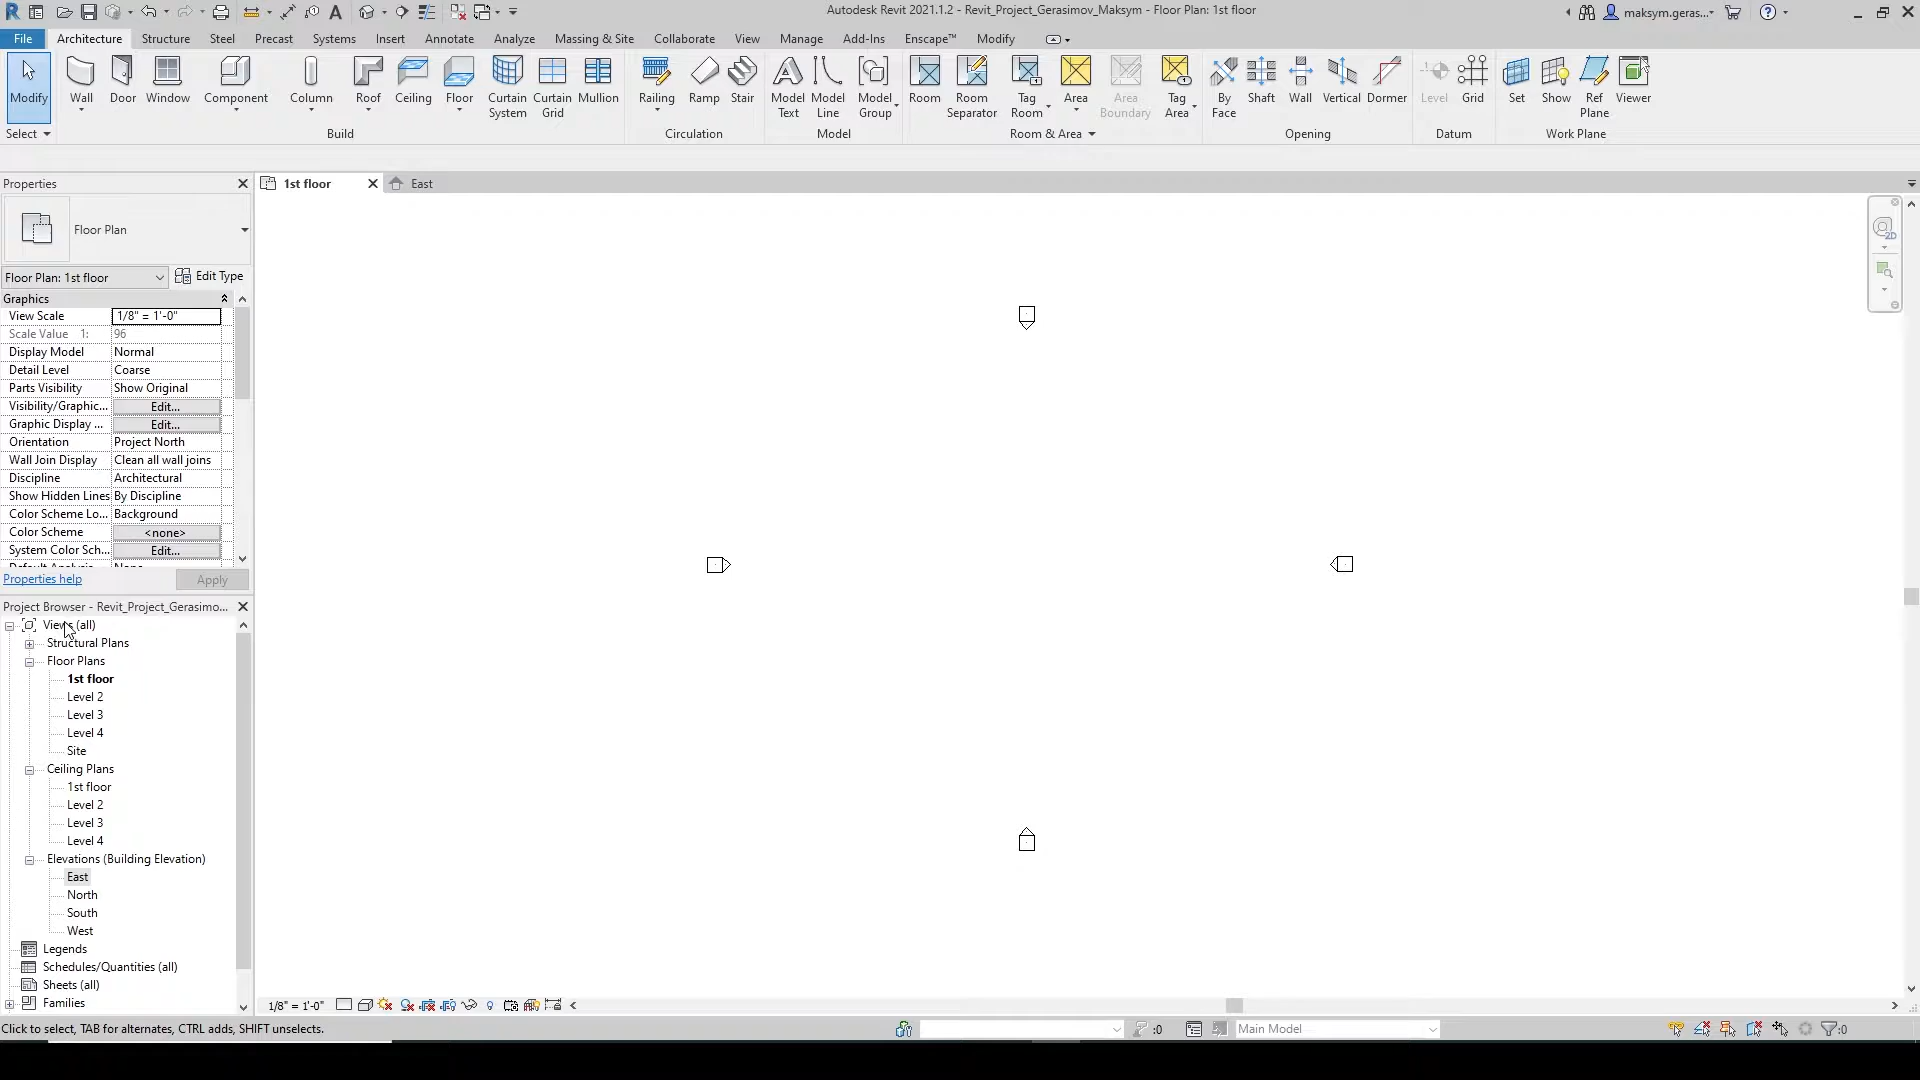 Autodesk Revit 2021.1.2 - Revit_Project_Gerasimov_Maksym - Floor Plan: 1st floor
maksym.geras...
File Architecture Structure Steel Precast Systems Insert Annotate Analyze Massing & Site Collaborate View Manage Add-Ins Enscape™ Modify
Modify Wall Door Window Component Column Roof Ceiling Floor Curtain System Curtain Grid Mullion Railing Ramp Stair Model Text Model Line Model Group Room Room Separator Tag Room Area Area Boundary Tag Area By Face Shaft Wall Vertical Dormer Level Grid Set Show Ref Plane Viewer
Select Build Circulation Model Room & Area Opening Datum Work Plane
Properties
1st floor East
Floor Plan
Floor Plan: 1st floor Edit Type
Graphics
View Scale 1/8" = 1'-0"
Scale Value 1: 96
Display Model Normal
Detail Level Coarse
Parts Visibility Show Original
Visibility/Graphic... Edit...
Graphic Display ... Edit...
Orientation Project North
Wall Join Display Clean all wall joins
Discipline Architectural
Show Hidden Lines By Discipline
Color Scheme Lo... Background
Color Scheme <none>
System Color Sch... Edit...
Properties help Apply
Project Browser - Revit_Project_Gerasimo...
Views (all)
Structural Plans
Floor Plans
1st floor
Level 2
Level 3
Level 4
Site
Ceiling Plans
1st floor
Level 2
Level 3
Level 4
Elevations (Building Elevation)
East
North
South
West
Legends
Schedules/Quantities (all)
Sheets (all)
Families
2D
1/8" = 1'-0"
Click to select, TAB for alternates, CTRL adds, SHIFT unselects.
:0
Main Model
:0